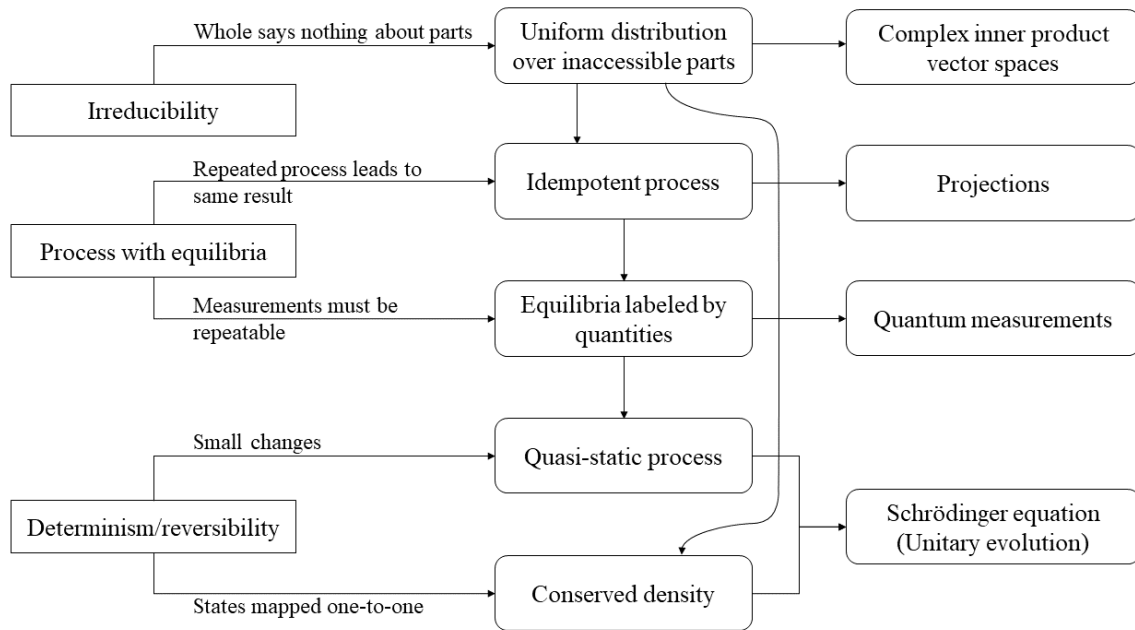 Whole says nothing about parts
Uniform distribution
over inaccessible parts
Complex inner product
vector spaces
Irreducibility
Repeated process leads to
same result
Idempotent process
Projections
Process with equilibria
Measurements must be
repeatable
Equilibria labeled by
quantities
Quantum measurements
Small changes
Quasi-static process
Determinism/reversibility
Schrödinger equation
(Unitary evolution)
States mapped one-to-one
Conserved density